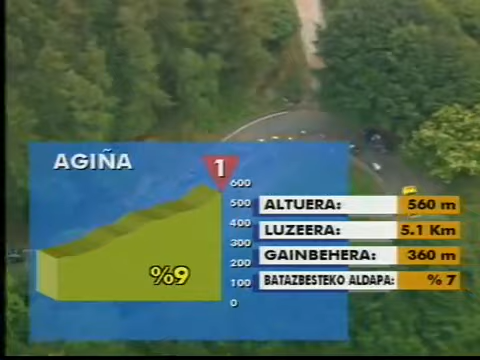 AGIÑA
1
600
500
400
300
200
100
0
%9
ALTUERA: 560 m
LUZEERA: 5.1 Km
GAINBEHERA: 360 m
BATAZBESTEKO ALDAPA: % 7